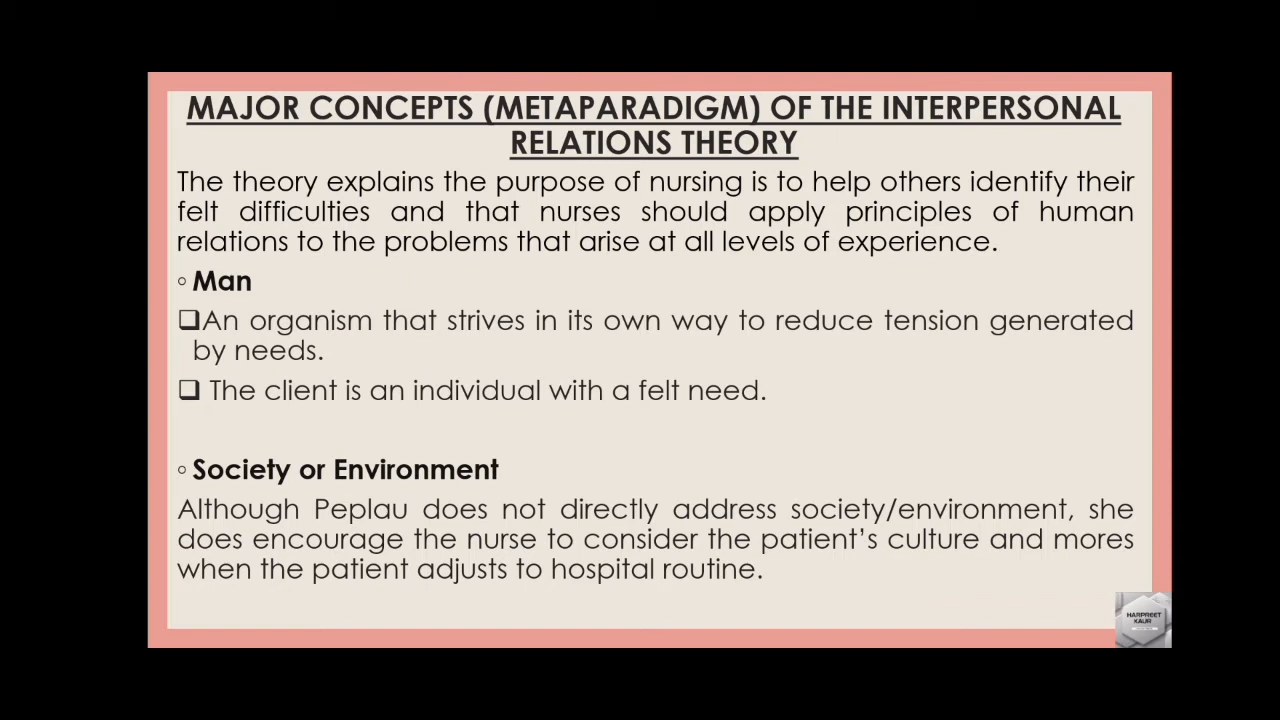 MAJOR CONCEPTS (METAPARADIGM) OF THE INTERPERSONAL
RELATIONS THEORY
The theory explains the purpose of nursing is to help others identify their
felt difficulties and that nurses should apply principles of human
relations to the problems that arise at all levels of experience.
◦ Man
❑An organism that strives in its own way to reduce tension generated
by needs.
❑ The client is an individual with a felt need.
◦ Society or Environment
Although Peplau does not directly address society/environment, she
does encourage the nurse to consider the patient’s culture and mores
when the patient adjusts to hospital routine.
HARPREET
KAUR